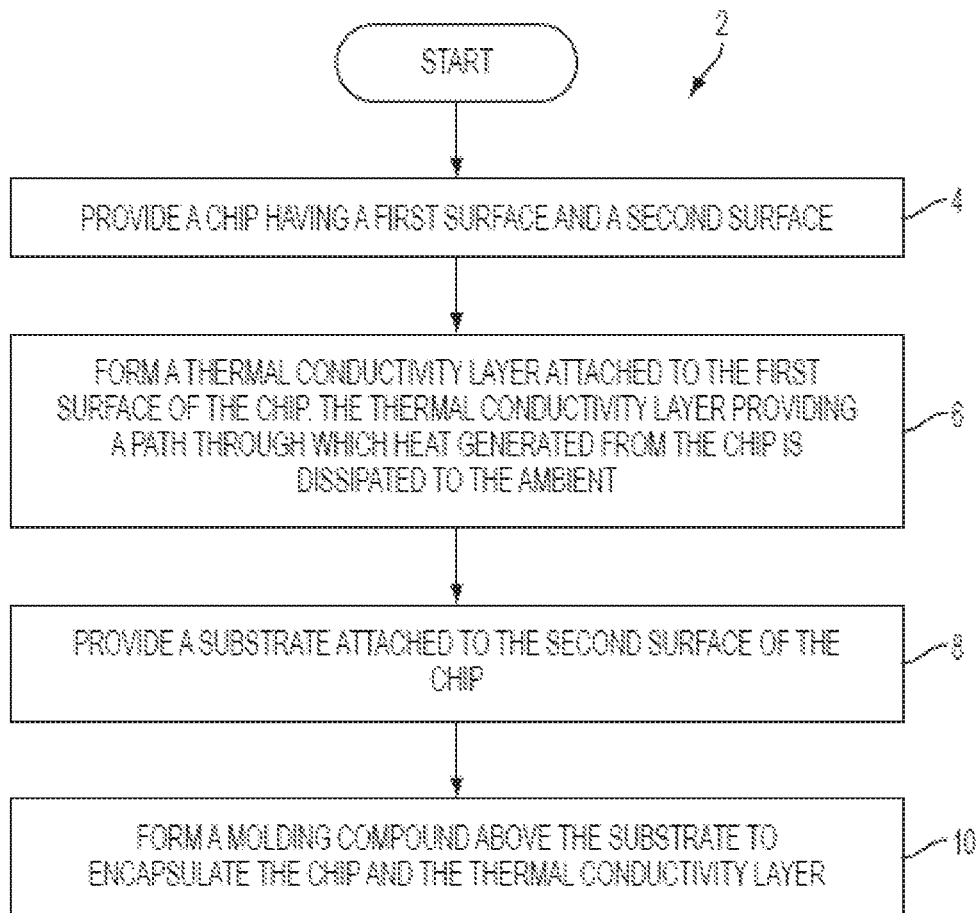 2
START
PROVIDE A CHIP HAVING A FIRST SURFACE AND A SECOND SURFACE
4
FORM A THERMAL CONDUCTIVITY LAYER ATTACHED TO THE FIRST
SURFACE OF THE CHIP. THE THERMAL CONDUCTIVITY LAYER PROVIDING
A PATH THROUGH WHICH HEAT GENERATED FROM THE CHIP IS
DISSIPATED TO THE AMBIENT
6
PROVIDE A SUBSTRATE ATTACHED TO THE SECOND SURFACE OF THE
CHIP
8
FORM A MOLDING COMPOUND ABOVE THE SUBSTRATE TO
ENCAPSULATE THE CHIP AND THE THERMAL CONDUCTIVITY LAYER
10